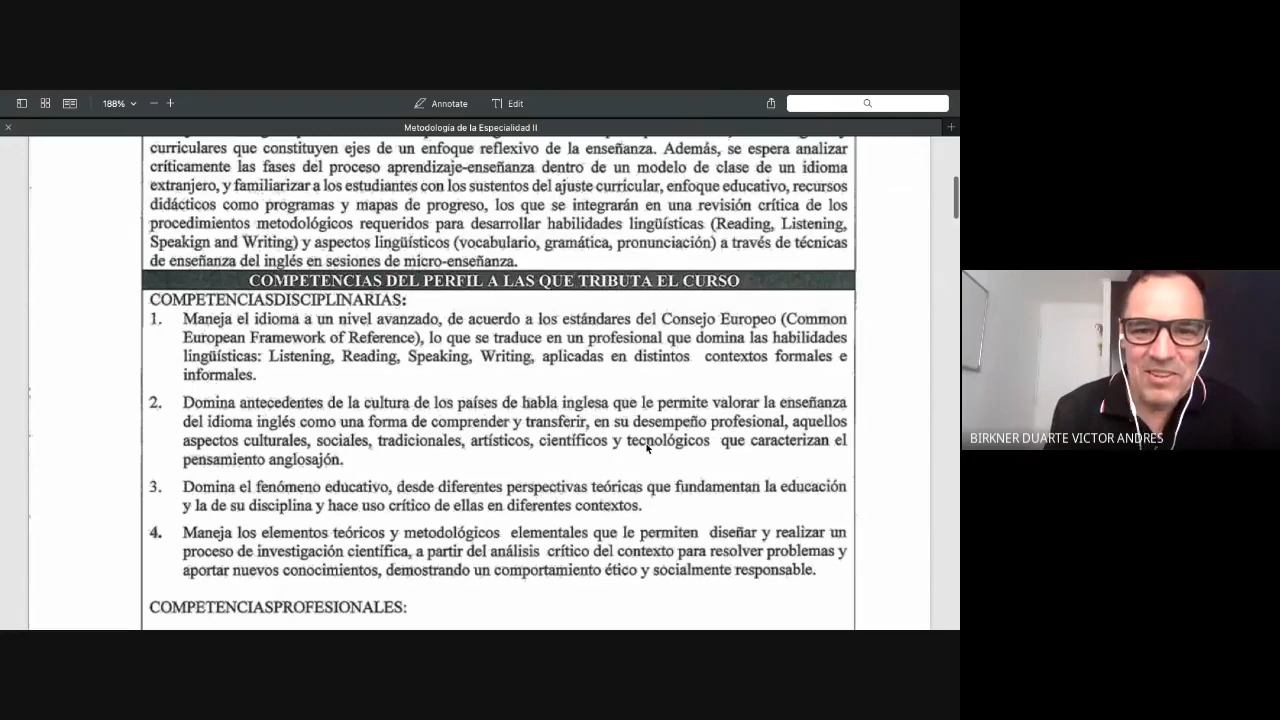 188%
Annotate
Edit
Metodología de la Especialidad II
curriculares que constituyen ejes de un enfoque reflexivo de la enseñanza. Además, se espera analizar
críticamente las fases del proceso aprendizaje-enseñanza dentro de un modelo de clase de un idioma
extranjero, y familiarizar a los estudiantes con los sustentos del ajuste curricular, enfoque educativo, recursos
didácticos como programas y mapas de progreso, los que se integrarán en una revisión crítica de los
procedimientos metodológicos requeridos para desarrollar habilidades lingüísticas (Reading, Listening,
Speakign and Writing) y aspectos lingüísticos (vocabulario, gramática, pronunciación) a través de técnicas
de enseñanza del inglés en sesiones de micro-enseñanza.
COMPETENCIAS DEL PERFIL A LAS QUE TRIBUTA EL CURSO
COMPETENCIASDISCIPLINARIAS:
1. Maneja el idioma a un nivel avanzado, de acuerdo a los estándares del Consejo Europeo (Common
European Framework of Reference), lo que se traduce en un profesional que domina las habilidades
lingüísticas: Listening, Reading, Speaking, Writing, aplicadas en distintos contextos formales e
informales.
2. Domina antecedentes de la cultura de los países de habla inglesa que le permite valorar la enseñanza
del idioma inglés como una forma de comprender y transferir, en su desempeño profesional, aquellos
aspectos culturales, sociales, tradicionales, artísticos, científicos y tecnológicos que caracterizan el
pensamiento anglosajón.
3. Domina el fenómeno educativo, desde diferentes perspectivas teóricas que fundamentan la educación
y la de su disciplina y hace uso crítico de ellas en diferentes contextos.
4. Maneja los elementos teóricos y metodológicos elementales que le permiten diseñar y realizar un
proceso de investigación científica, a partir del análisis crítico del contexto para resolver problemas y
aportar nuevos conocimientos, demostrando un comportamiento ético y socialmente responsable.
COMPETENCIASPROFESIONALES:
BIRKNER DUARTE VICTOR ANDRES